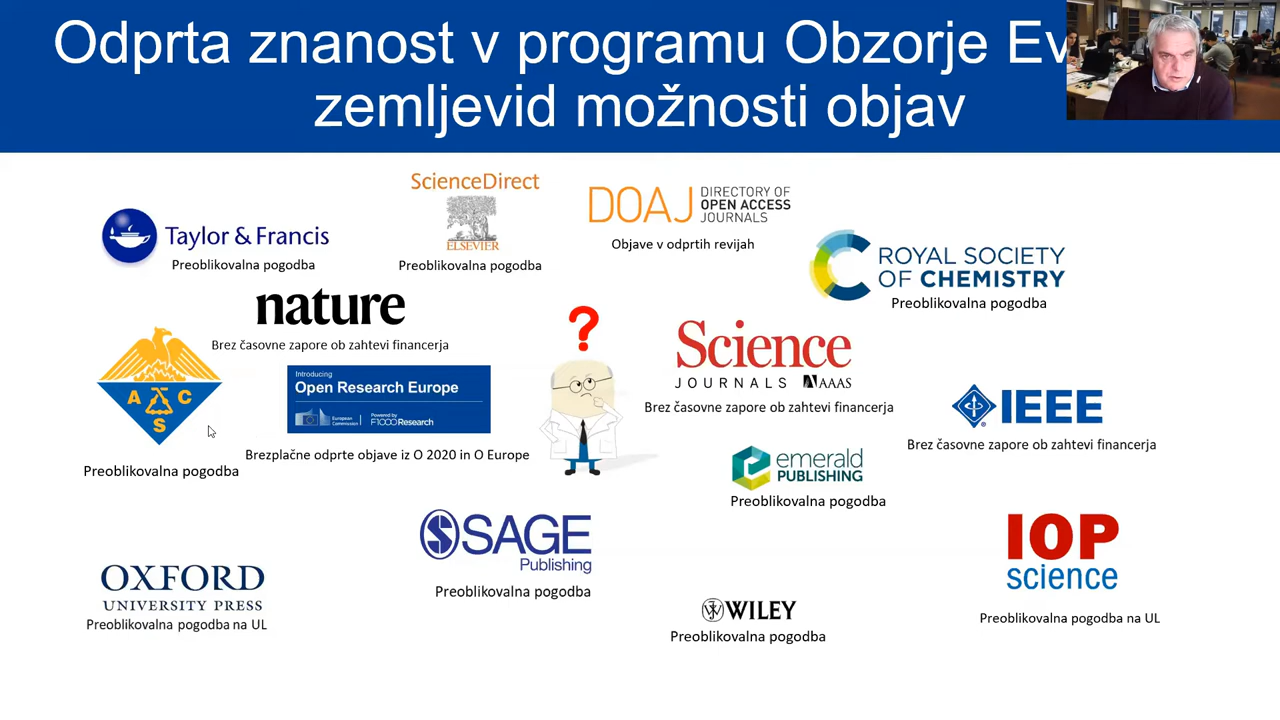 Odprta znanost v programu Obzorje Ev
zemljevid možnosti objav
ScienceDirect
ELSEVIER
Preoblikovalna pogodba
DOAJ DIRECTORY OF OPEN ACCESS JOURNALS
Objave v odprtih revijah
Taylor & Francis
Preoblikovalna pogodba
ROYAL SOCIETY
OF CHEMISTRY
Preoblikovalna pogodba
nature
Brez časovne zapore ob zahtevi financerja
?
Science
JOURNALS AAAS
Brez časovne zapore ob zahtevi financerja
A C S
Preoblikovalna pogodba
Introducing
Open Research Europe
European Commission
Powered by
F1000Research
Brezplačne odprte objave iz O 2020 in O Europe
IEEE
Brez časovne zapore ob zahtevi financerja
emerald
PUBLISHING
Preoblikovalna pogodba
SAGE
Publishing
Preoblikovalna pogodba
IOP
science
Preoblikovalna pogodba na UL
OXFORD
UNIVERSITY PRESS
Preoblikovalna pogodba na UL
WILEY
Preoblikovalna pogodba